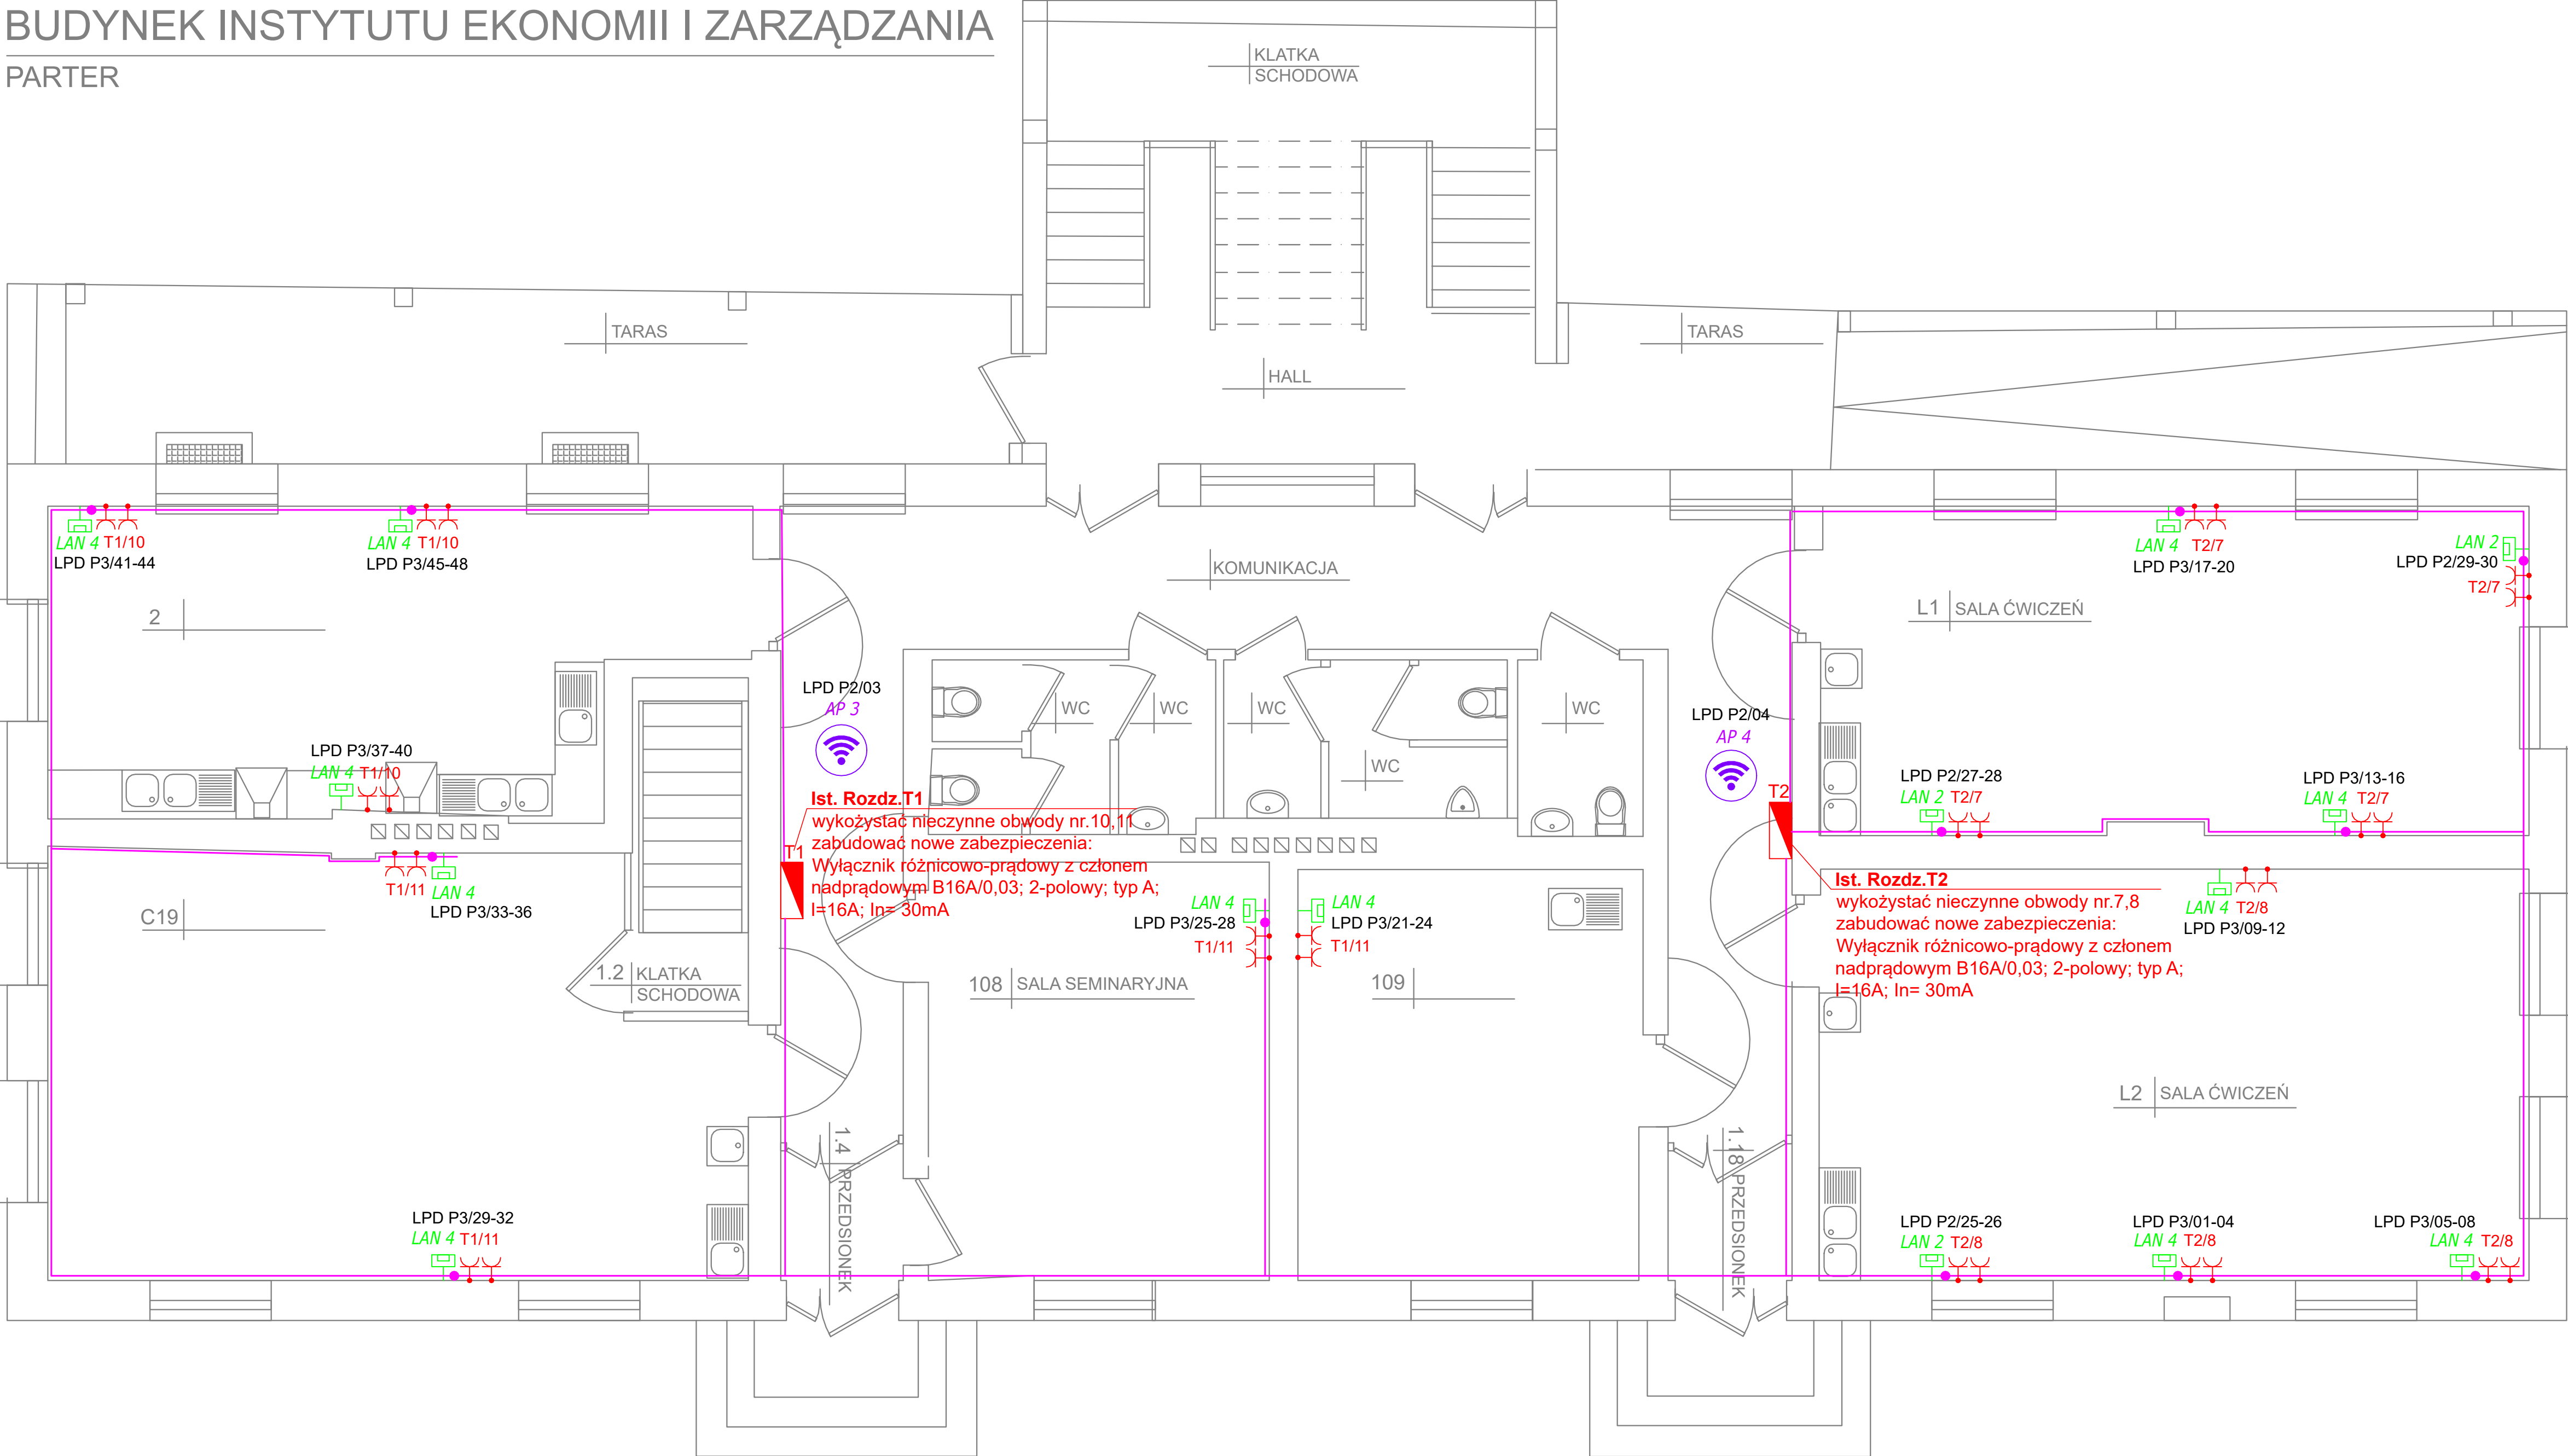 BUDYNEK INSTYTUTU EKONOMII I ZARZĄDZANIA
PARTER
KLATKA
SCHODOWA
TARAS
TARAS
HALL
KOMUNIKACJA
LAN 4 T1/10
LPD P3/41-44
LAN 4 T1/10
LPD P3/45-48
LAN 4 T2/7
LPD P3/17-20
LAN 2
LPD P2/29-30
T2/7
2
L1 SALA ĆWICZEŃ
LPD P2/03
AP 3
WC
WC
WC
WC
WC
LPD P2/04
AP 4
LPD P3/37-40
LAN 4 T1/10
LPD P2/27-28
LAN 2 T2/7
LPD P3/13-16
LAN 4 T2/7
T2
Ist. Rozdz.T1
wykożystać nieczynne obwody nr.10,11
zabudować nowe zabezpieczenia:
Wyłącznik różnicowo-prądowy z członem
nadprądowym B16A/0,03; 2-polowy; typ A;
I=16A; In= 30mA
T1
T1/11 LAN 4
LPD P3/33-36
C19
LAN 4
LPD P3/25-28
T1/11
LAN 4
LPD P3/21-24
T1/11
Ist. Rozdz.T2
wykożystać nieczynne obwody nr.7,8
zabudować nowe zabezpieczenia:
Wyłącznik różnicowo-prądowy z członem
nadprądowym B16A/0,03; 2-polowy; typ A;
I=16A; In= 30mA
LAN 4 T2/8
LPD P3/09-12
1.2 KLATKA
SCHODOWA
108 SALA SEMINARYJNA
109
L2 SALA ĆWICZEŃ
1.4 PRZEDSIONEK
1.18 PRZEDSIONEK
LPD P3/29-32
LAN 4 T1/11
LPD P2/25-26
LAN 2 T2/8
LPD P3/01-04
LAN 4 T2/8
LPD P3/05-08
LAN 4 T2/8